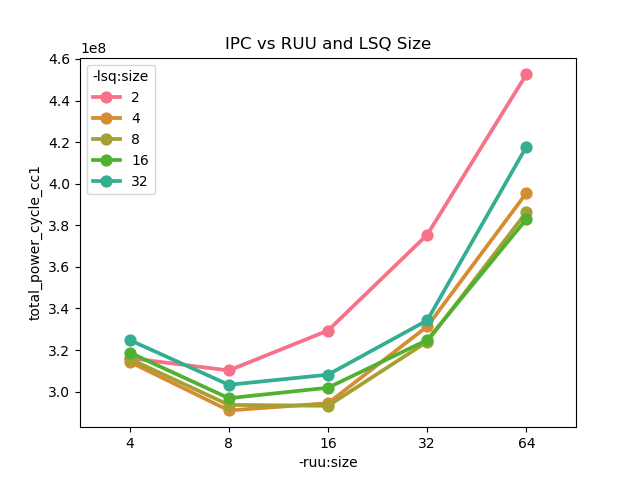 IPC vs RUU and LSQ Size
1e8
4.6
4.4
4.2
4.0
3.8
3.6
3.4
3.2
3.0
total_power_cycle_cc1
-lsq:size
2
4
8
16
32
4 8 16 32 64
-ruu:size